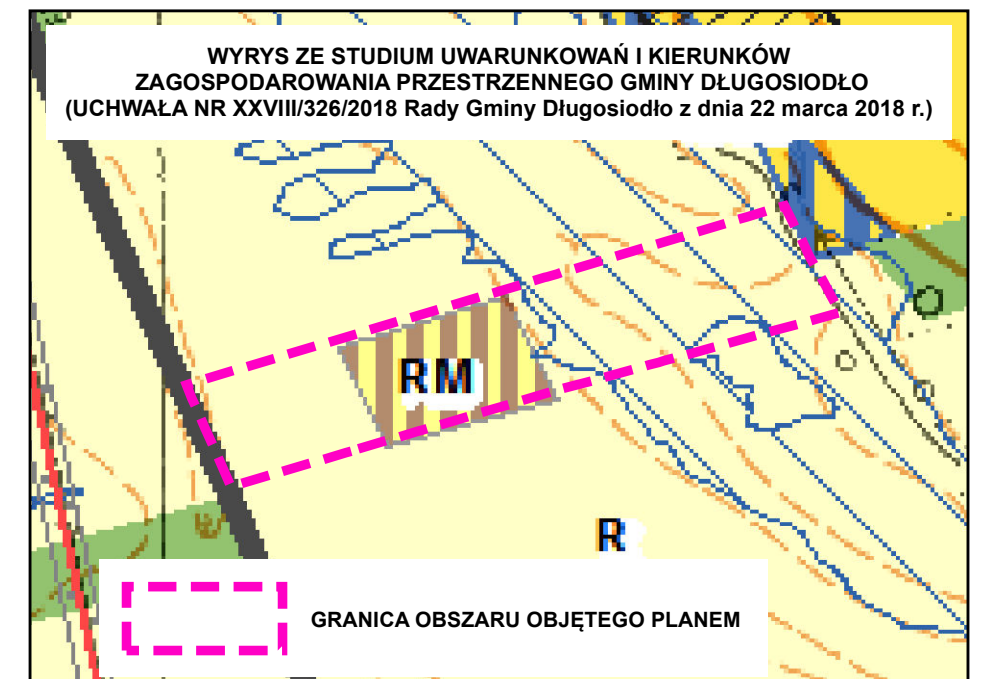 WYRYS ZE STUDIUM UWARUNKOWAŃ I KIERUNKÓW
ZAGOSPODAROWANIA PRZESTRZENNEGO GMINY DŁUGOSIODŁO
(UCHWAŁA NR XXVIII/326/2018 Rady Gminy Długosiodło z dnia 22 marca 2018 r.)
RM
R
GRANICA OBSZARU OBJĘTEGO PLANEM